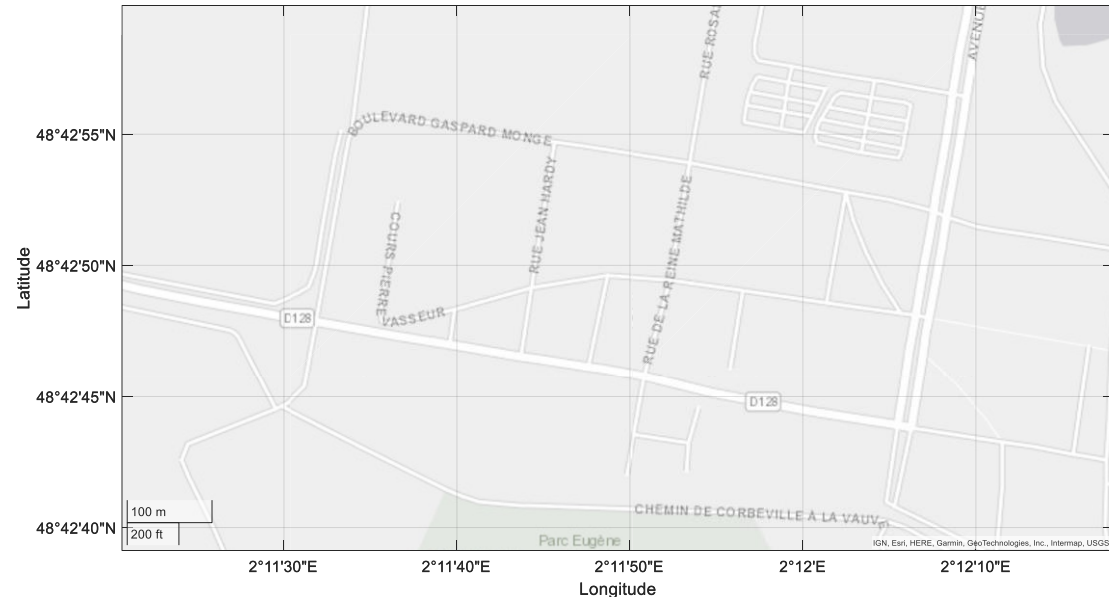 RUE ROSA
AVENUE
BOULEVARD GASPARD MONGE
48°42'55"N
RUE JEAN HARDY
RUE DE LA REINE MATHILDE
COURS PIERRE
VASSEUR
48°42'50"N
Latitude
D128
48°42'45"N
D128
CHEMIN DE CORBEVILLE À LA VAUVE
100 m
200 ft
48°42'40"N
Parc Eugène
IGN, Esri, HERE, Garmin, GeoTechnologies, Inc., Intermap, USGS
2°11'30"E
2°11'40"E
2°11'50"E
2°12'E
2°12'10"E
Longitude